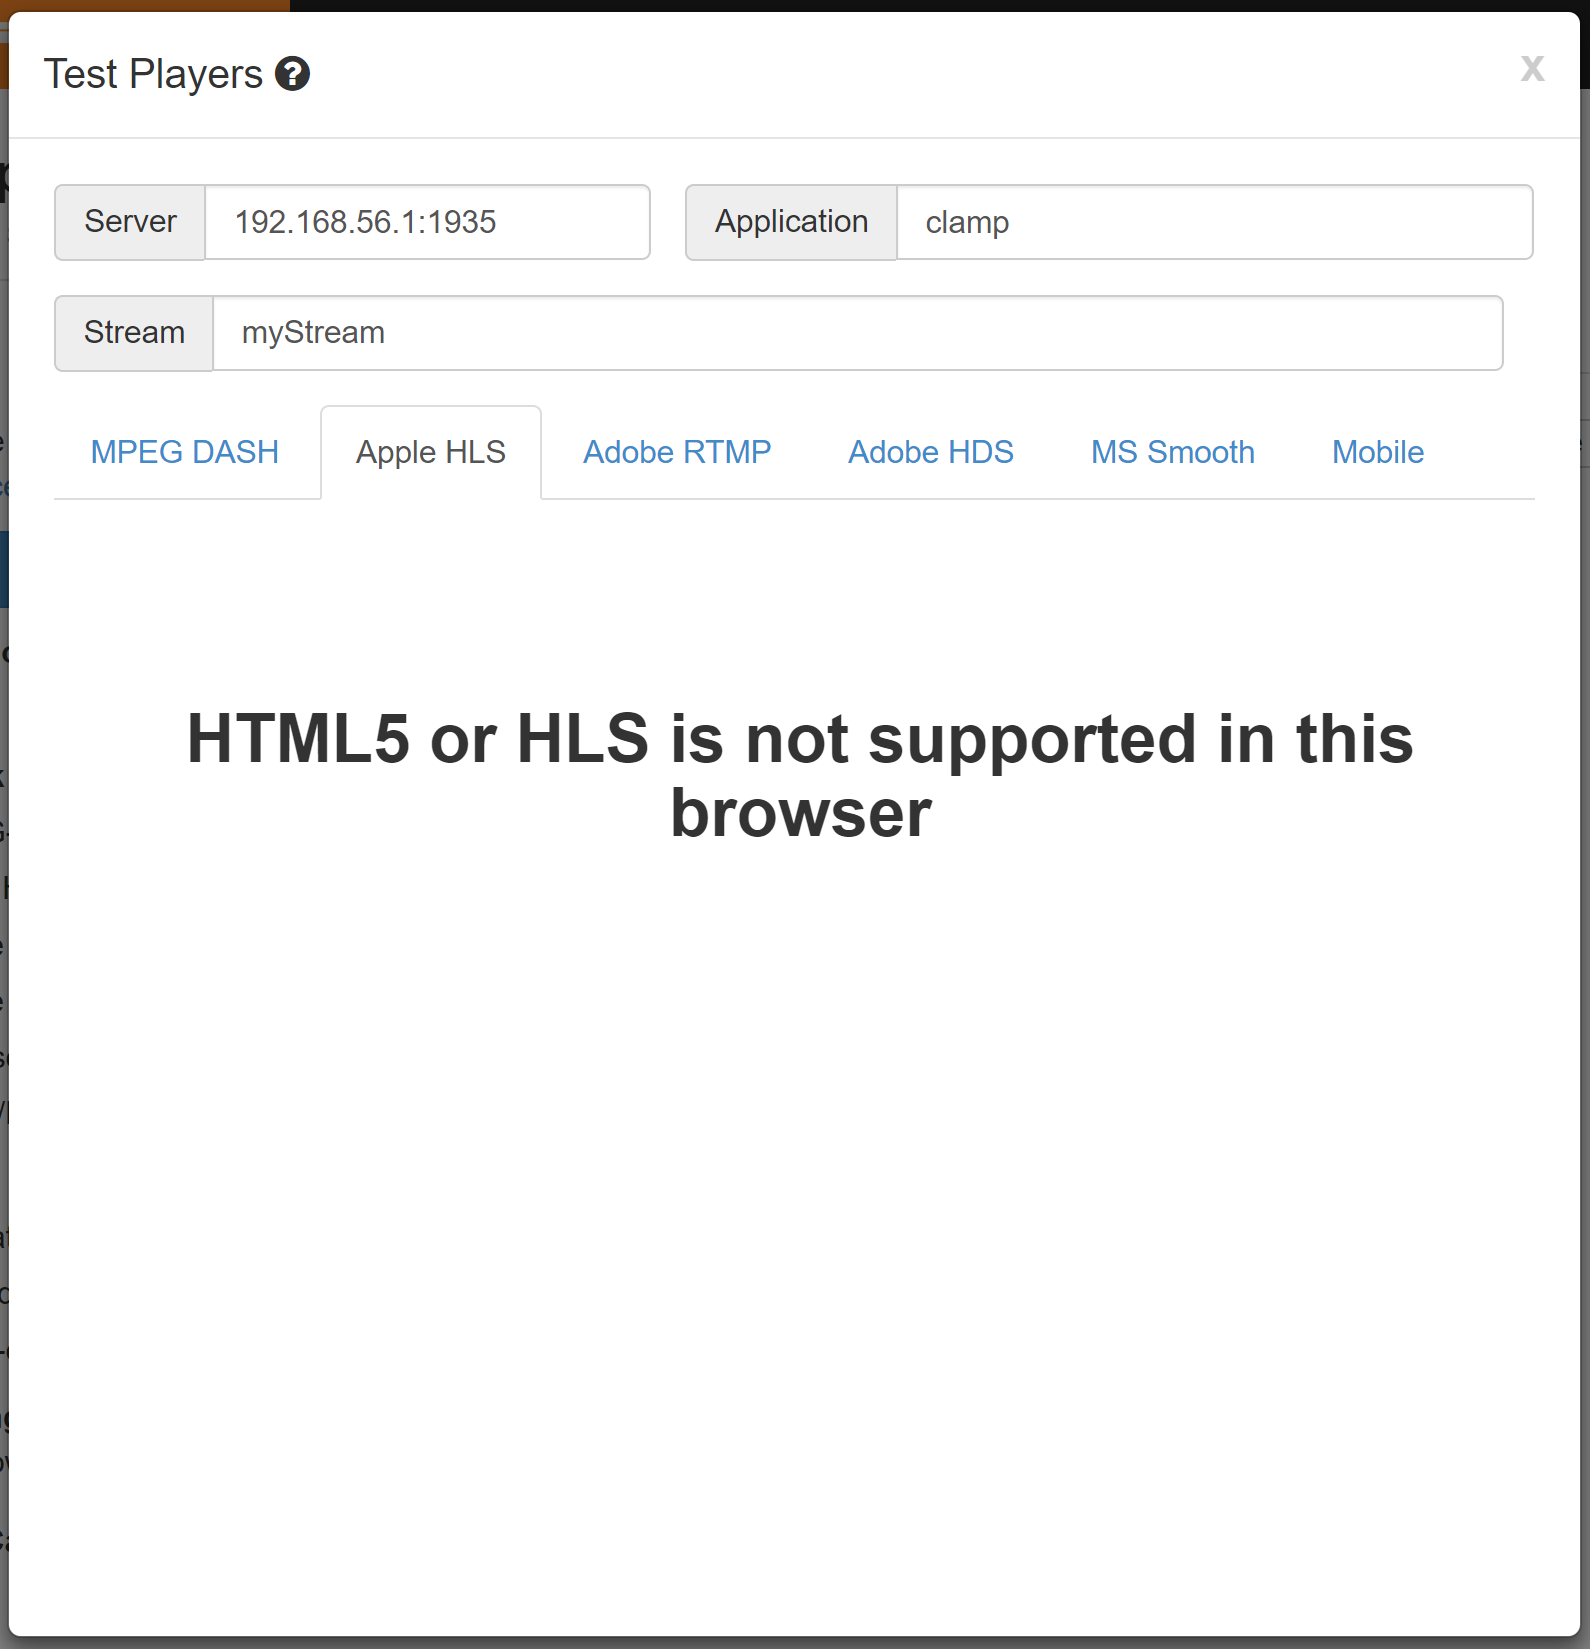 Test Players ?
x
Server 192.168.56.1:1935 Application clamp
Stream myStream
MPEG DASH Apple HLS Adobe RTMP Adobe HDS MS Smooth Mobile
HTML5 or HLS is not supported in this
browser